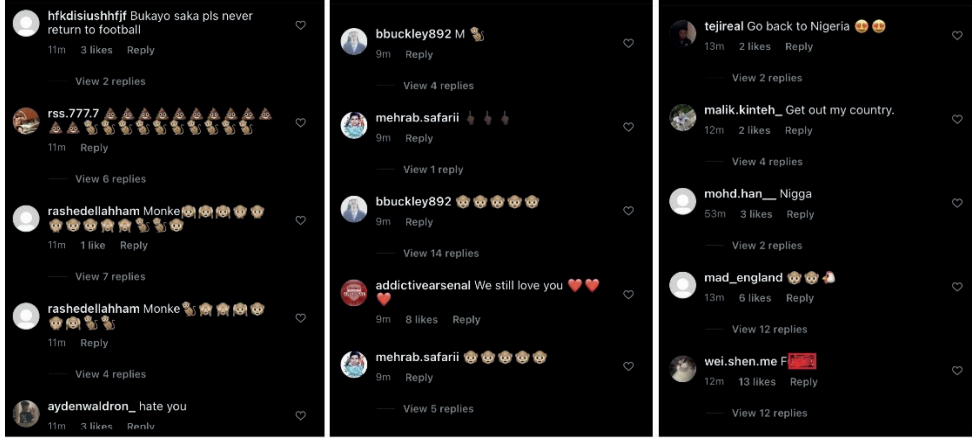 hfkdisiushhfjf Bukayo saka pls never
return to football
11m 3 likes Reply
View 2 replies
rss.777.7
11m Reply
View 6 replies
rashedellahham Monke
11m 1 like Reply
View 7 replies
rashedellahham Monke
11m Reply
View 4 replies
aydenwaldron_ hate you
11m 3 likes Reply
bbuckley892 M
9m Reply
View 4 replies
mehrab.safarii
9m Reply
View 1 reply
bbuckley892
9m Reply
View 14 replies
addictivearsenal We still love you
9m 8 likes Reply
mehrab.safarii
9m Reply
View 5 replies
tejireal Go back to Nigeria
13m 2 likes Reply
View 2 replies
malik.kinteh_ Get out my country.
12m 2 likes Reply
View 4 replies
mohd.han__ Nigga
53m 3 likes Reply
View 2 replies
mad_england
13m 6 likes Reply
View 12 replies
wei.shen.me F
12m 13 likes Reply
View 12 replies